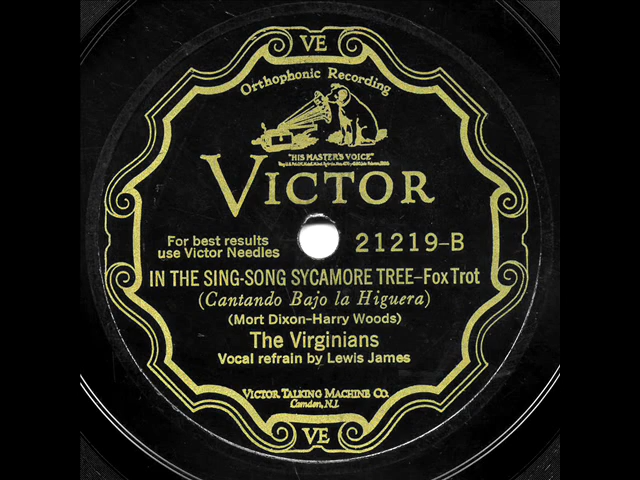 VE
Orthophonic Recording
"HIS MASTER'S VOICE"
VICTOR
For best results
use Victor Needles
21219-B
IN THE SING-SONG SYCAMORE TREE-Fox Trot
(Cantando Bajo la Higuera)
(Mort Dixon-Harry Woods)
The Virginians
Vocal refrain by Lewis James
VICTOR TALKING MACHINE CO.
Camden, N.J.
VE